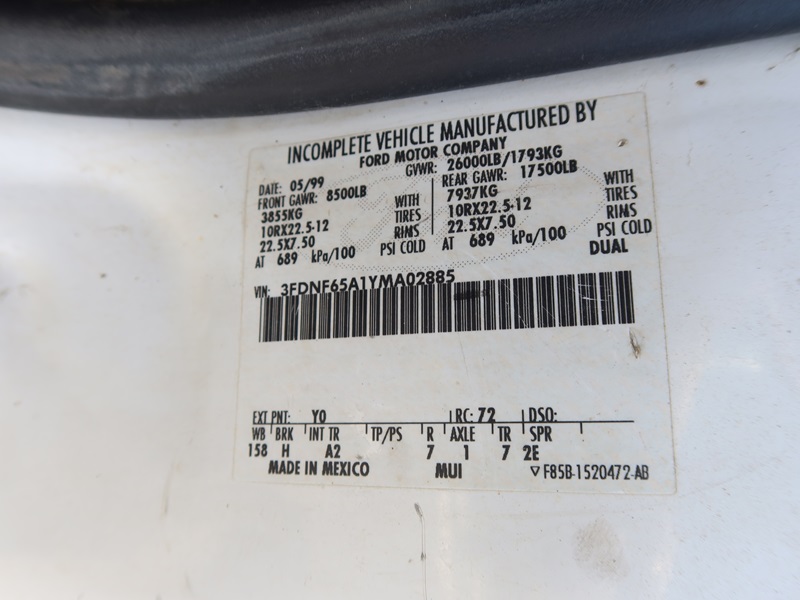 INCOMPLETE VEHICLE MANUFACTURED BY
FORD MOTOR COMPANY
DATE: 05/99 GVWR: 26000LB/1793KG
FRONT GAWR: 8500LB REAR GAWR: 17500LB
3855KG WITH 7937KG WITH
10RX22.5-12 TIRES 10RX22.5-12 TIRES
22.5X7.50 RIMS 22.5X7.50 RIMS
AT 689 kPa/100 PSI COLD AT 689 kPa/100 PSI COLD
DUAL
VIN: 3FDNF65A1YMA02885
EXT PNT: YO RC: 72 DSO:
WB BRK INT TR TP/PS R AXLE TR SPR
158 H A2 7 1 7 2E
MADE IN MEXICO MUI ▽ F85B-1520472-AB